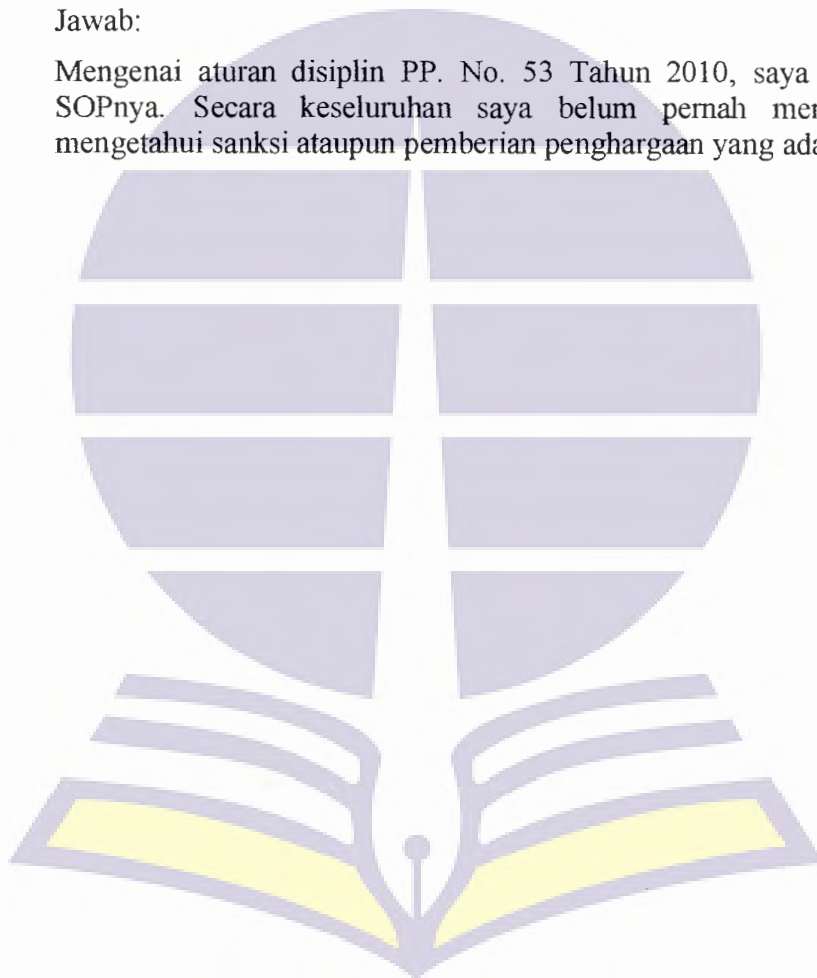 Jawab:
Mengenai aturan disiplin PP. No. 53 Tahun 2010, saya
SOPnya. Secara keseluruhan saya belum pernah
mengetahui sanksi ataupun pemberian penghargaan yang